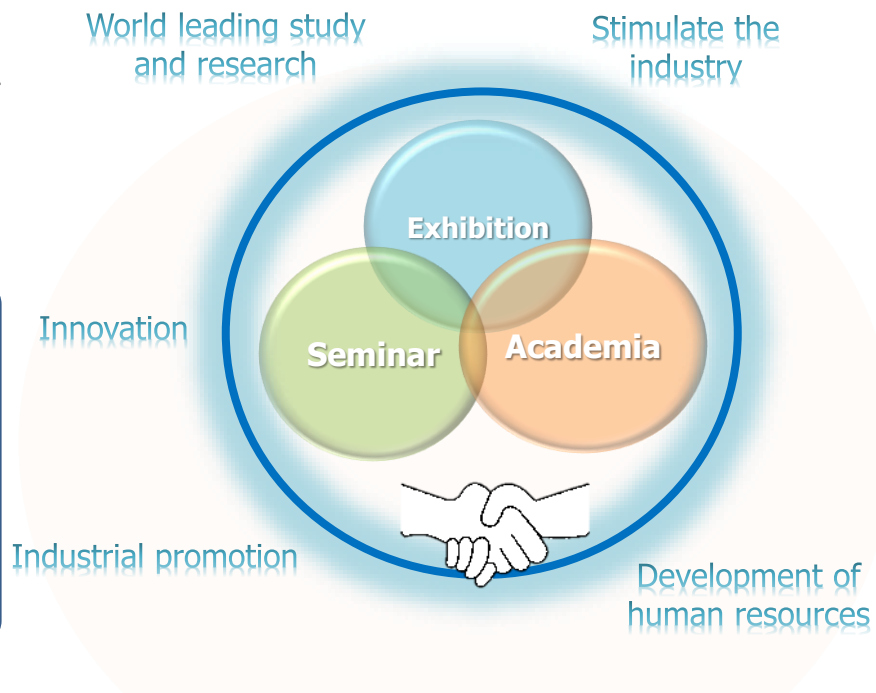 World leading study
and research
Stimulate the
industry
Exhibition
Innovation
Seminar
Academia
Industrial promotion
Development of
human resources